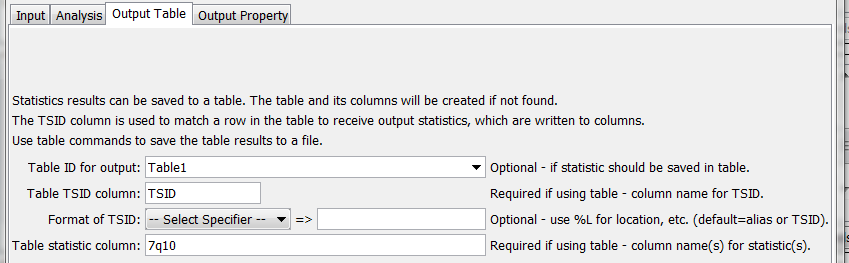 Input Analysis Output Table Output Property
Statistics results can be saved to a table. The table and its columns will be created if not found.
The TSID column is used to match a row in the table to receive output statistics, which are written to columns.
Use table commands to save the table results to a file.
Table ID for output: Table1 Optional - if statistic should be saved in table.
Table TSID column: TSID Required if using table - column name for TSID.
Format of TSID: -- Select Specifier -- => Optional - use %L for location, etc. (default=alias or TSID).
Table statistic column: 7q10 Required if using table - column name(s) for statistic(s).